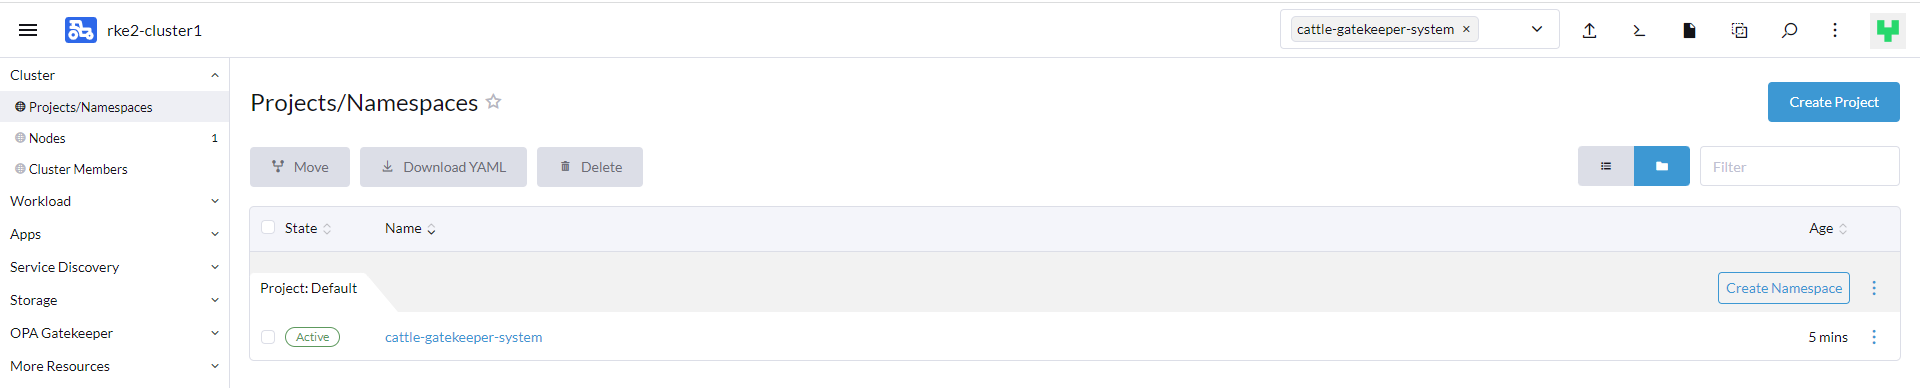 rke2-cluster1
cattle-gatekeeper-system ×
Cluster
Projects/Namespaces
Nodes 1
Cluster Members
Workload
Apps
Service Discovery
Storage
OPA Gatekeeper
More Resources
Projects/Namespaces
Create Project
Move
Download YAML
Delete
Filter
State Name Age
Project: Default
Create Namespace
Active cattle-gatekeeper-system 5 mins